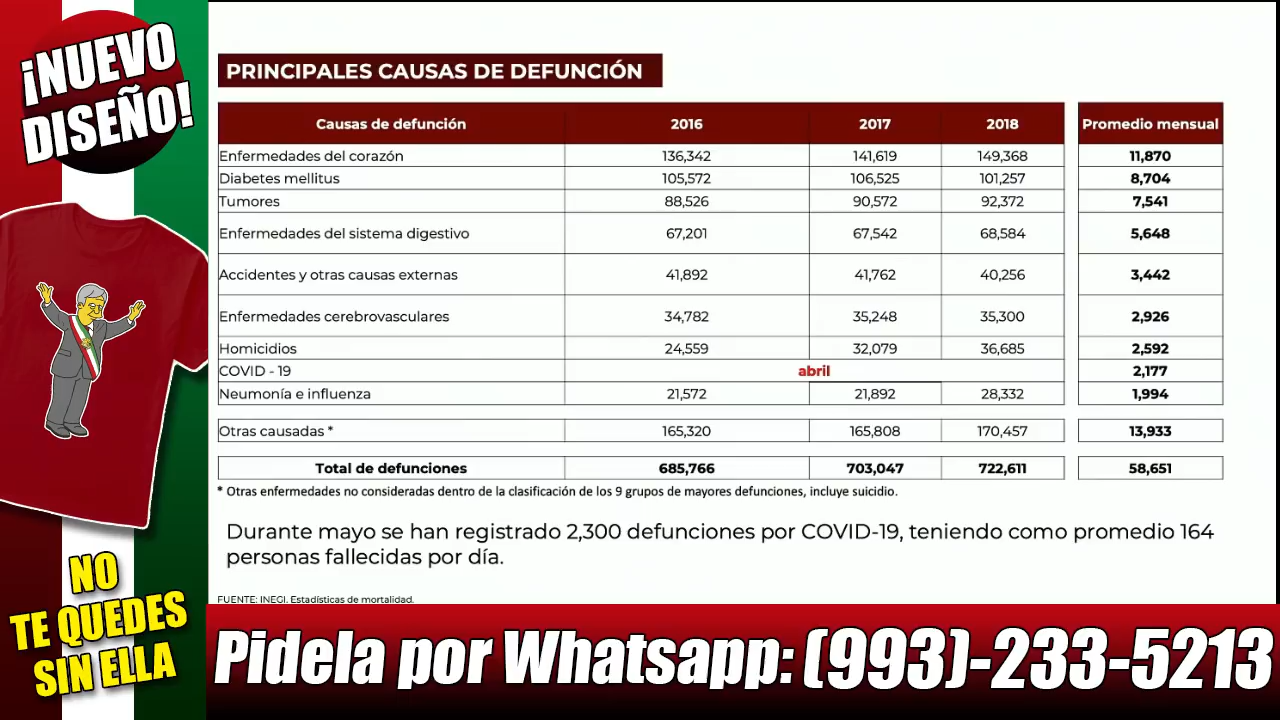 ¡NUEVO
DISEÑO!
PRINCIPALES CAUSAS DE DEFUNCIÓN
Causas de defunción 2016 2017 2018 Promedio mensual
Enfermedades del corazón 136,342 141,619 149,368 11,870
Diabetes mellitus 105,572 106,525 101,257 8,704
Tumores 88,526 90,572 92,372 7,541
Enfermedades del sistema digestivo 67,201 67,542 68,584 5,648
Accidentes y otras causas externas 41,892 41,762 40,256 3,442
Enfermedades cerebrovasculares 34,782 35,248 35,300 2,926
Homicidios 24,559 32,079 36,685 2,592
COVID - 19 abril 2,177
Neumonía e influenza 21,572 21,892 28,332 1,994
Otras causadas * 165,320 165,808 170,457 13,933
Total de defunciones 685,766 703,047 722,611 58,651
* Otras enfermedades no consideradas dentro de la clasificación de los 9 grupos de mayores defunciones, incluye suicidio.
Durante mayo se han registrado 2,300 defunciones por COVID-19, teniendo como promedio 164
personas fallecidas por día.
FUENTE: INEGI. Estadísticas de mortalidad.
NO
TE QUEDES
SIN ELLA
Pidela por Whatsapp: (993)-233-5213